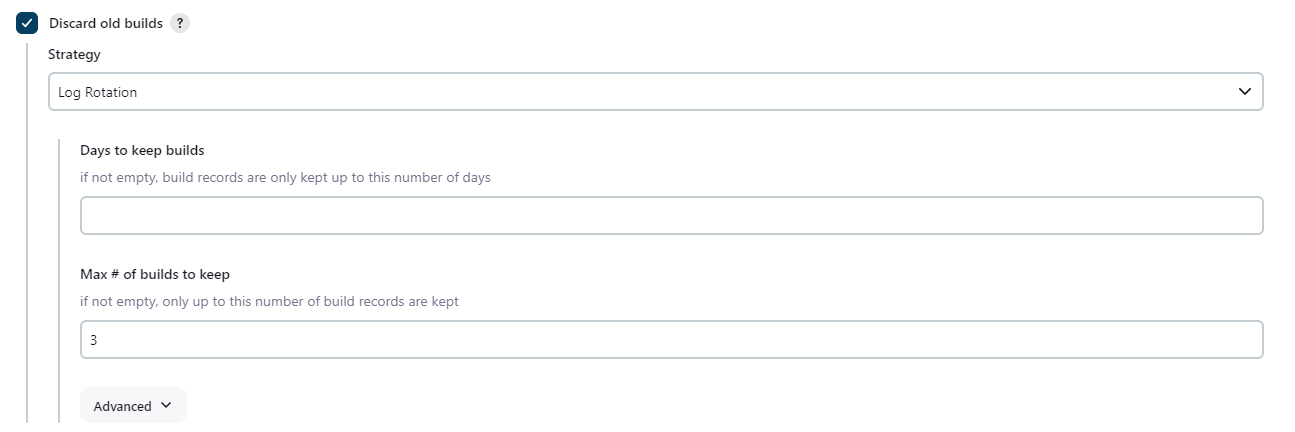 Discard old builds ?
Strategy
Log Rotation
Days to keep builds
if not empty, build records are only kept up to this number of days
Max # of builds to keep
if not empty, only up to this number of build records are kept
3
Advanced